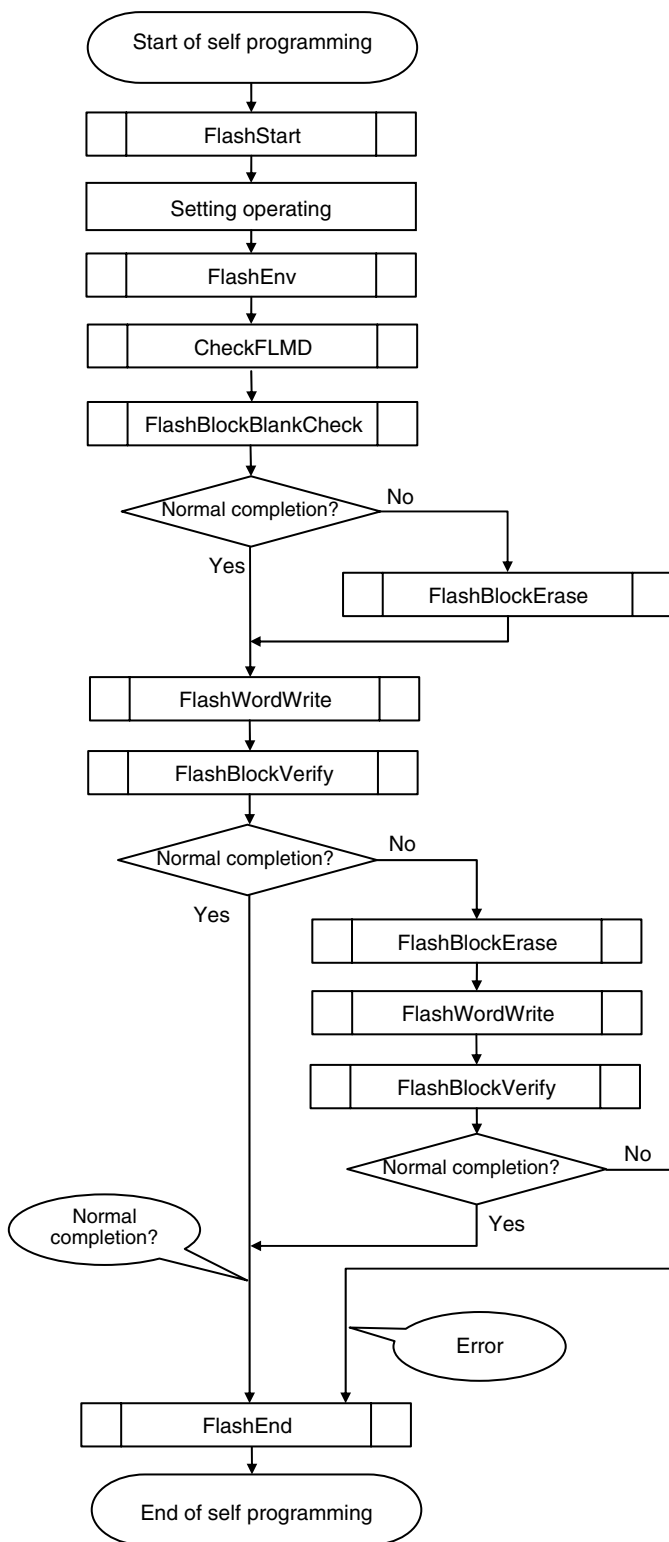 Start of self programming
FlashStart
Setting operating
FlashEnv
CheckFLMD
FlashBlockBlankCheck
Normal completion?
No
Yes
FlashBlockErase
FlashWordWrite
FlashBlockVerify
Normal completion?
No
Yes
FlashBlockErase
FlashWordWrite
FlashBlockVerify
Normal completion?
No
Yes
Normal
completion?
Error
FlashEnd
End of self programming